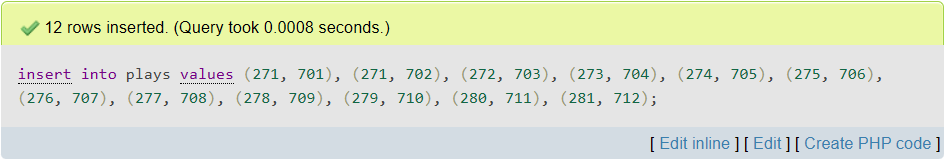 12 rows inserted. (Query took 0.0008 seconds.)
insert into plays values (271, 701), (271, 702), (272, 703), (273, 704), (274, 705), (275, 706),
(276, 707), (277, 708), (278, 709), (279, 710), (280, 711), (281, 712);
[ Edit inline ] [ Edit ] [ Create PHP code ]